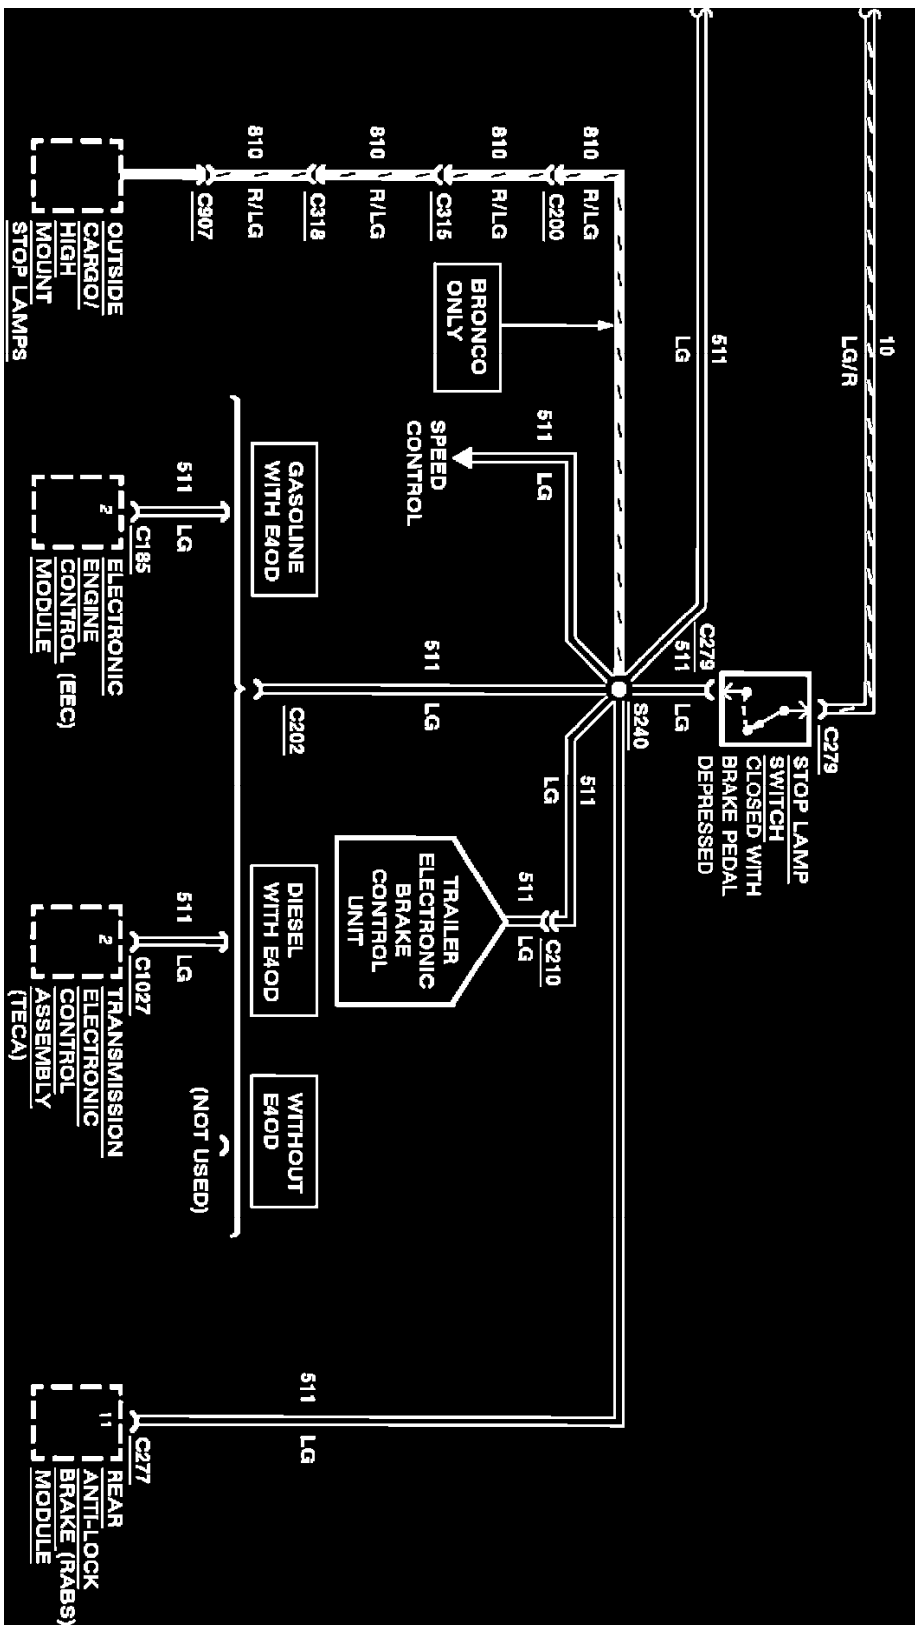 10
LG/R
511
LG
C279
STOP LAMP
SWITCH
CLOSED WITH
BRAKE PEDAL
DEPRESSED
C279
511
LG
S240
810
R/LG
C200
810
R/LG
C315
810
R/LG
C318
810
R/LG
C907
OUTSIDE
CARGO/
HIGH
MOUNT
STOP LAMPS
BRONCO
ONLY
511
LG
SPEED
CONTROL
511
LG
C202
511
LG
C210
511
LG
TRAILER
ELECTRONIC
BRAKE
CONTROL
UNIT
GASOLINE
WITH E4OD
DIESEL
WITH E4OD
WITHOUT
E4OD
511
LG
C185
2
ELECTRONIC
ENGINE
CONTROL (EEC)
MODULE
511
LG
C1027
2
TRANSMISSION
ELECTRONIC
CONTROL
ASSEMBLY
(TECA)
(NOT USED)
511
LG
C277
11
REAR
ANTI-LOCK
BRAKE (RABS)
MODULE